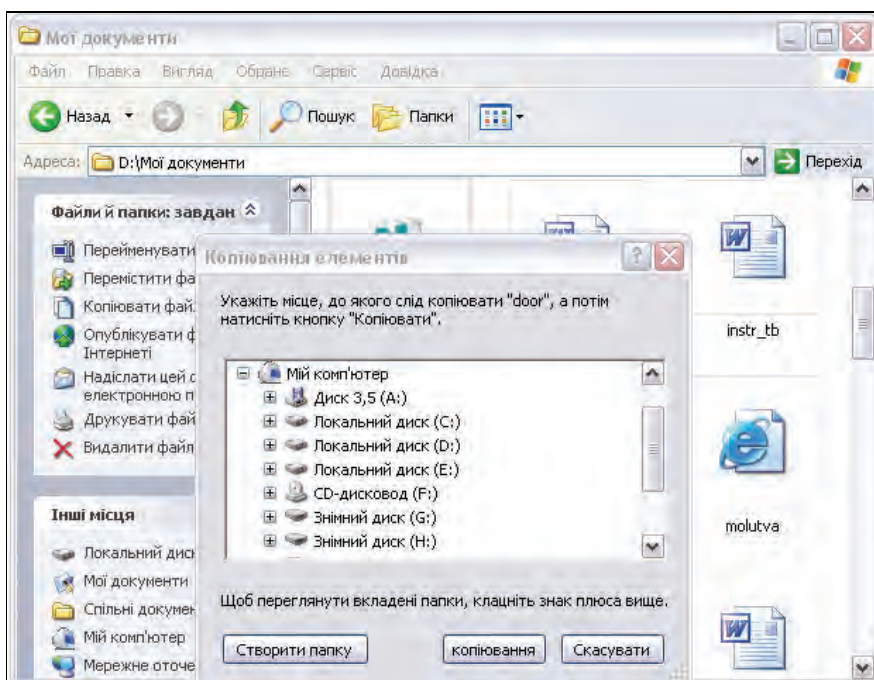 Мої документи
Файл Правка Вигляд Обране Сервіс Довідка
Назад Пошук Папки
Адреса: D:\Мої документи Перехід
Файли й папки: завдан
Перейменувати
Перемістити фа
Копіювати фай.
Опублікувати ф
Інтернеті
Надіслати цей с
електронною п
Друкувати фай
Видалити файл
Інші місця
Локальний диск
Мої документи
Спільні докумен
Мій комп'ютер
Мережне оточе
Копіювання елементів
Укажіть місце, до якого слід копіювати "door", а потім
натисніть кнопку "Копіювати".
Мій комп'ютер
Диск 3,5 (A:)
Локальний диск (C:)
Локальний диск (D:)
Локальний диск (E:)
CD-дисковод (F:)
Знімний диск (G:)
Знімний диск (H:)
Щоб переглянути вкладені папки, клацніть знак плюса вище.
Створити папку копіювання Скасувати
instr_tb
molutva